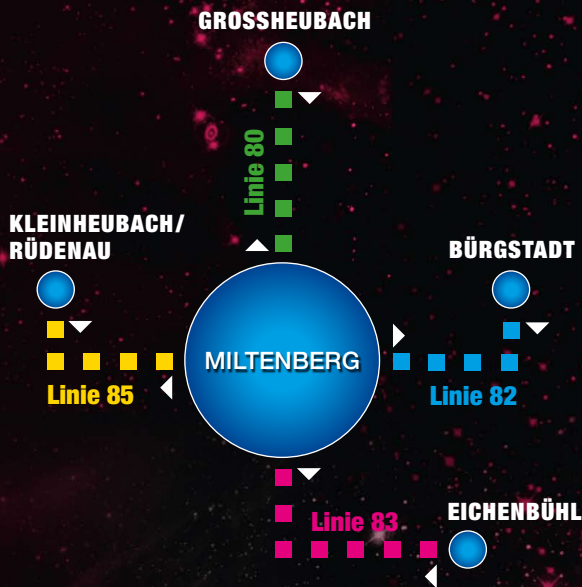 GROSSHEUBACH
Linie 80
KLEINHEUBACH/
RÜDENAU
BÜRGSTADT
MILTENBERG
Linie 85
Linie 82
Linie 83
EICHENBÜHL